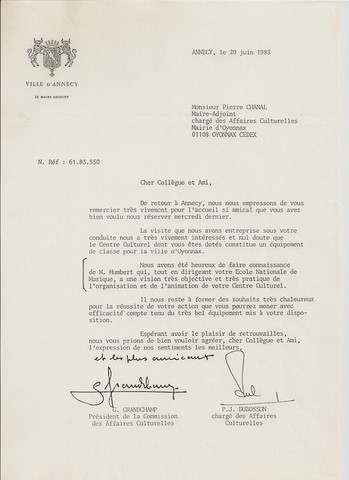 ANNECY, le 20 juin 1983
VILLE D'ANNECY
LE MAIRE ADJOINT
Monsieur Pierre CHANAL
Maire-Adjoint
chargé des Affaires Culturelles
Mairie d'Oyonnax
01108 OYONNAX CEDEX
N. Réf : 61.83.550
Cher Collègue et Ami,
De retour à Annecy, nous nous empressons de vous
remercier très vivement pour l'accueil si amical que vous avez
bien voulu nous réserver mercredi dernier.
La visite que nous avons entreprise sous votre
conduite nous a très vivement intéressés et nul doute que
le Centre Culturel dont vous êtes dotés constitue un équipement
de classe pour la ville d'Oyonnax.
Nous avons été heureux de faire connaissance
de M. Humbert qui, tout en dirigeant votre Ecole Nationale de
Musique, a une vision très objective et très pratique de
l'organisation et de l'animation de votre Centre Culturel.
Il nous reste à former des souhaits très chaleureux
pour la réussite de votre action que vous pourrez mener avec
efficacité compte tenu du très bel équipement mis à votre dispo-
sition.
Espérant avoir le plaisir de retrouvailles,
nous vous prions de bien vouloir agréer, cher Collègue et Ami,
l'expression de nos sentiments les meilleurs,
et les plus amicaux
G. GRANDCHAMP
Président de la Commission
des Affaires Culturelles
P.J. DUBOSSON
chargé des Affaires
Culturelles